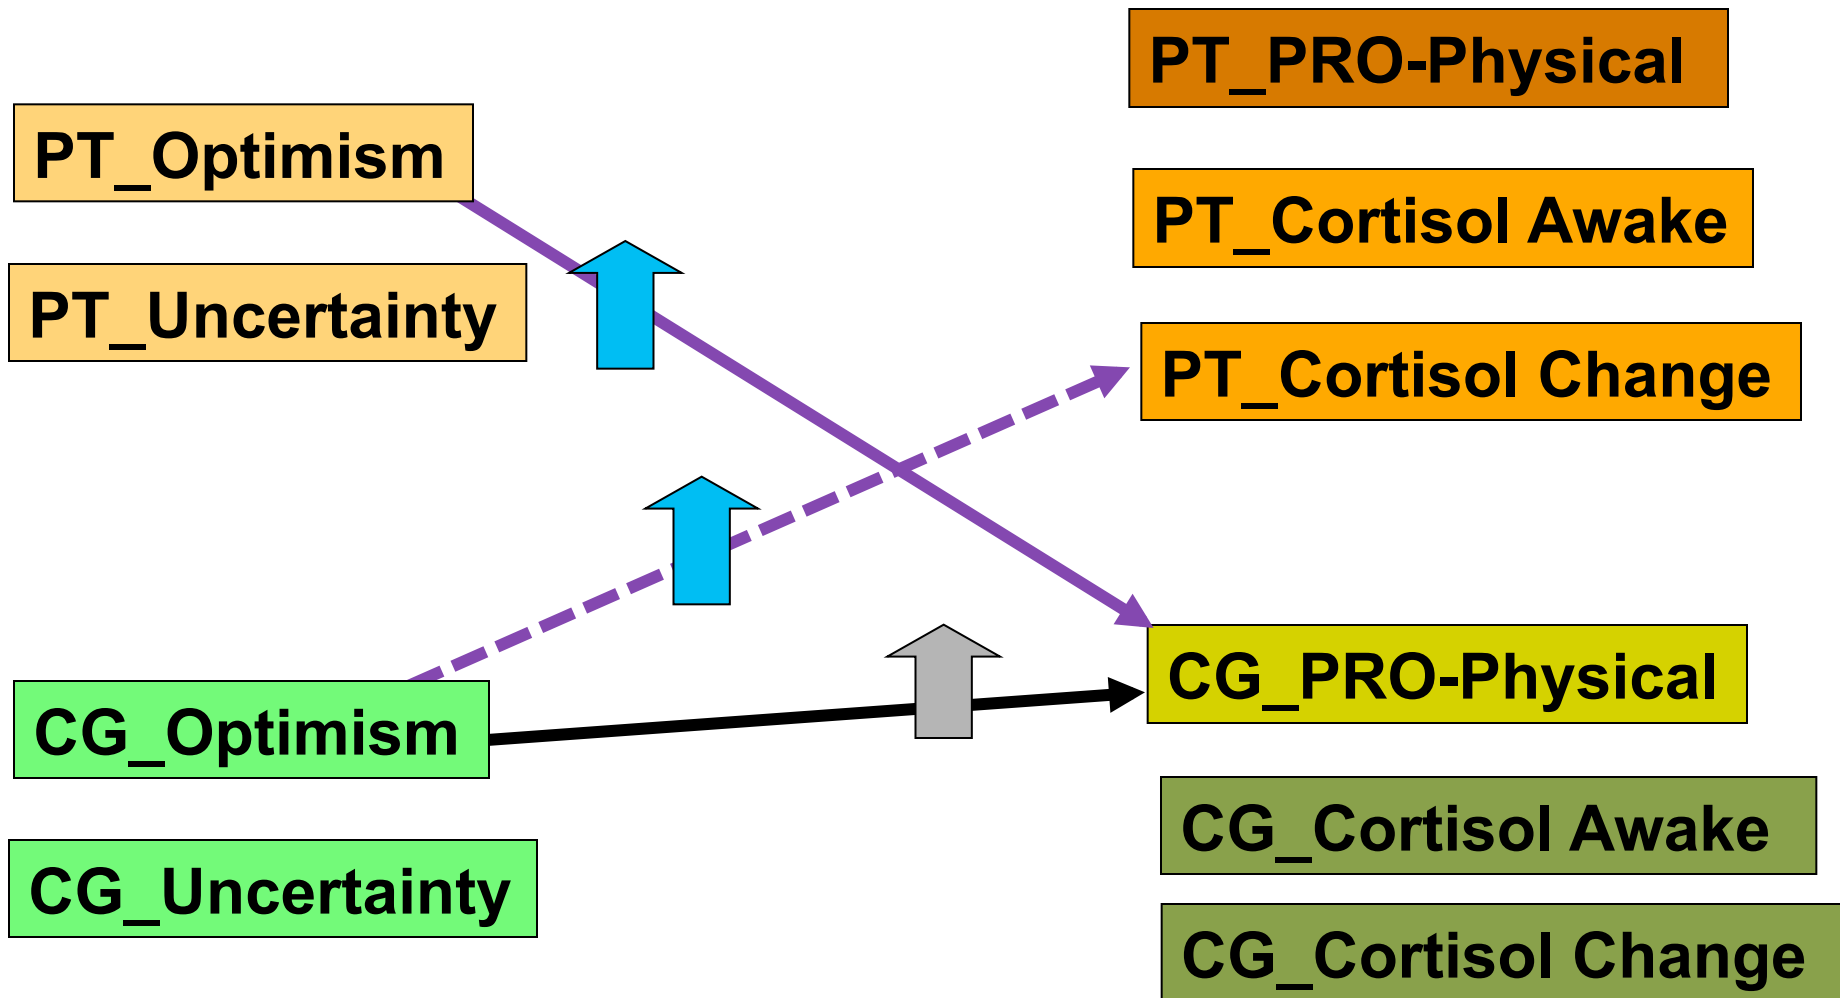 PT_Optimism
PT_Uncertainty
CG_Optimism
CG_Uncertainty
PT_PRO-Physical
PT_Cortisol Awake
PT_Cortisol Change
CG_PRO-Physical
CG_Cortisol Awake
CG_Cortisol Change